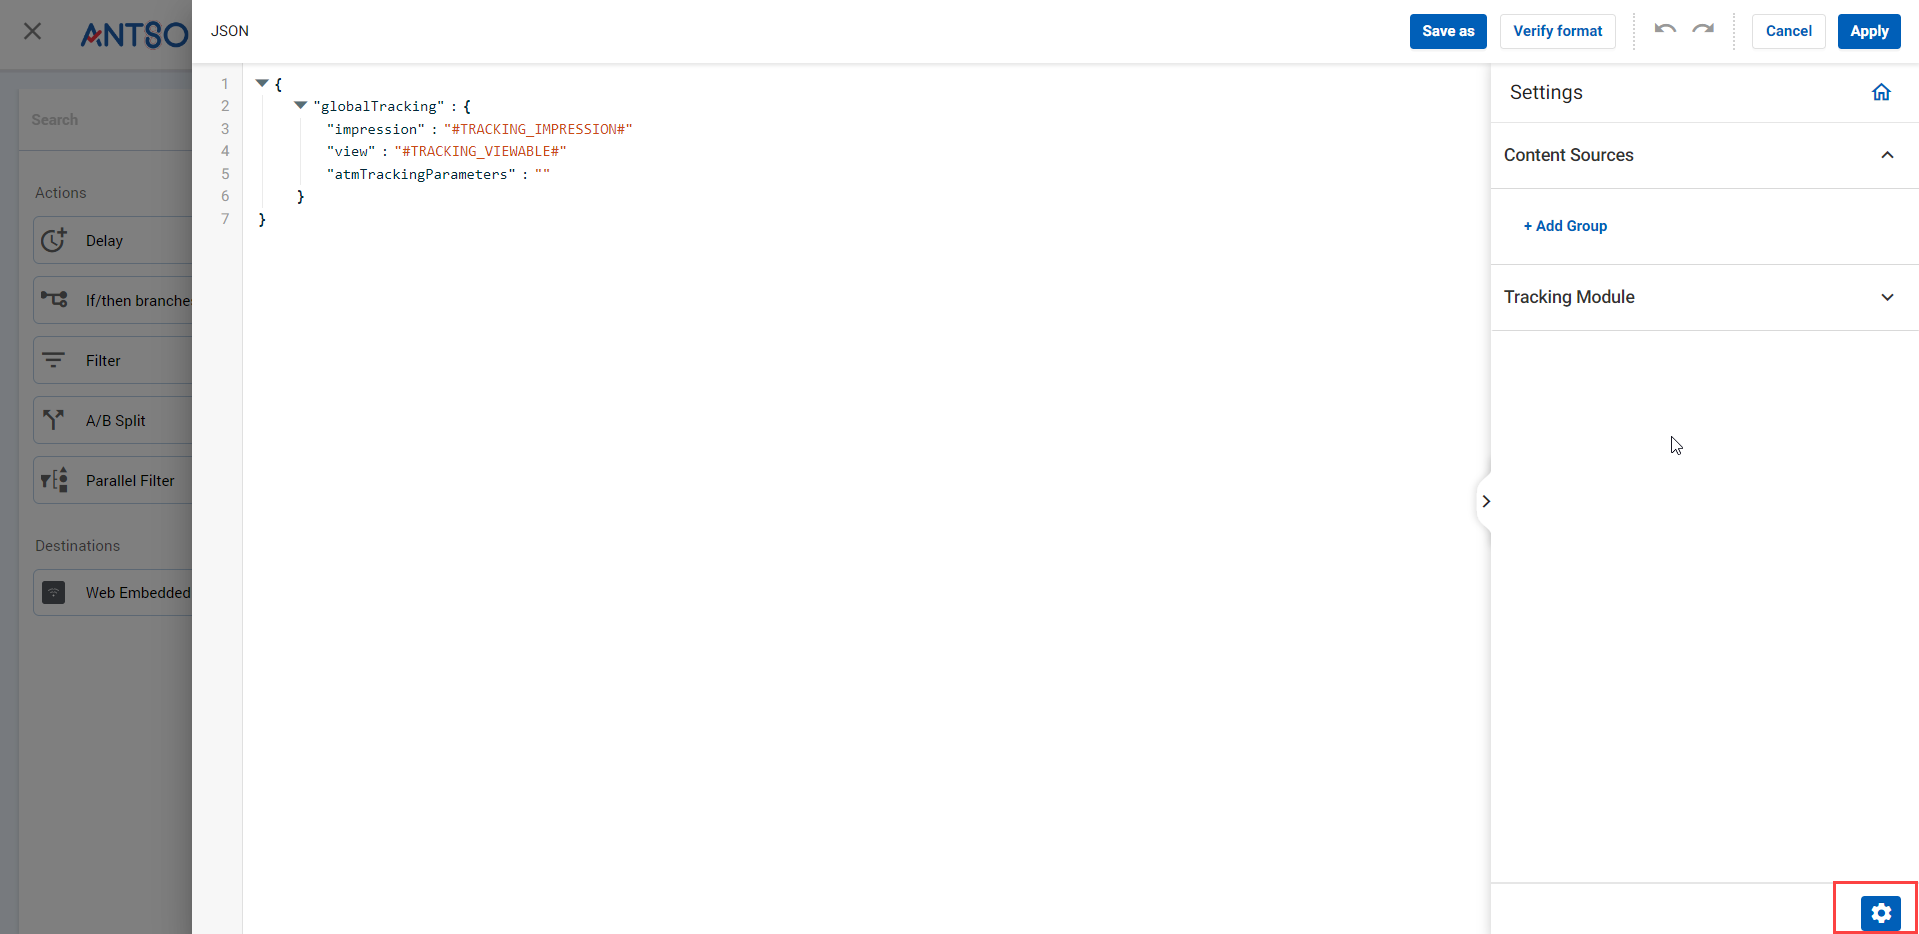 ANTSO
JSON
Save as
Verify format
Cancel
Apply
Search
Actions
Delay
If/then branche
Filter
A/B Split
Parallel Filter
Destinations
Web Embedded
1 {
2 "globalTracking" : {
3 "impression" : "#TRACKING_IMPRESSION#"
4 "view" : "#TRACKING_VIEWABLE#"
5 "atmTrackingParameters" : ""
6 }
7 }
Settings
Content Sources
+ Add Group
Tracking Module